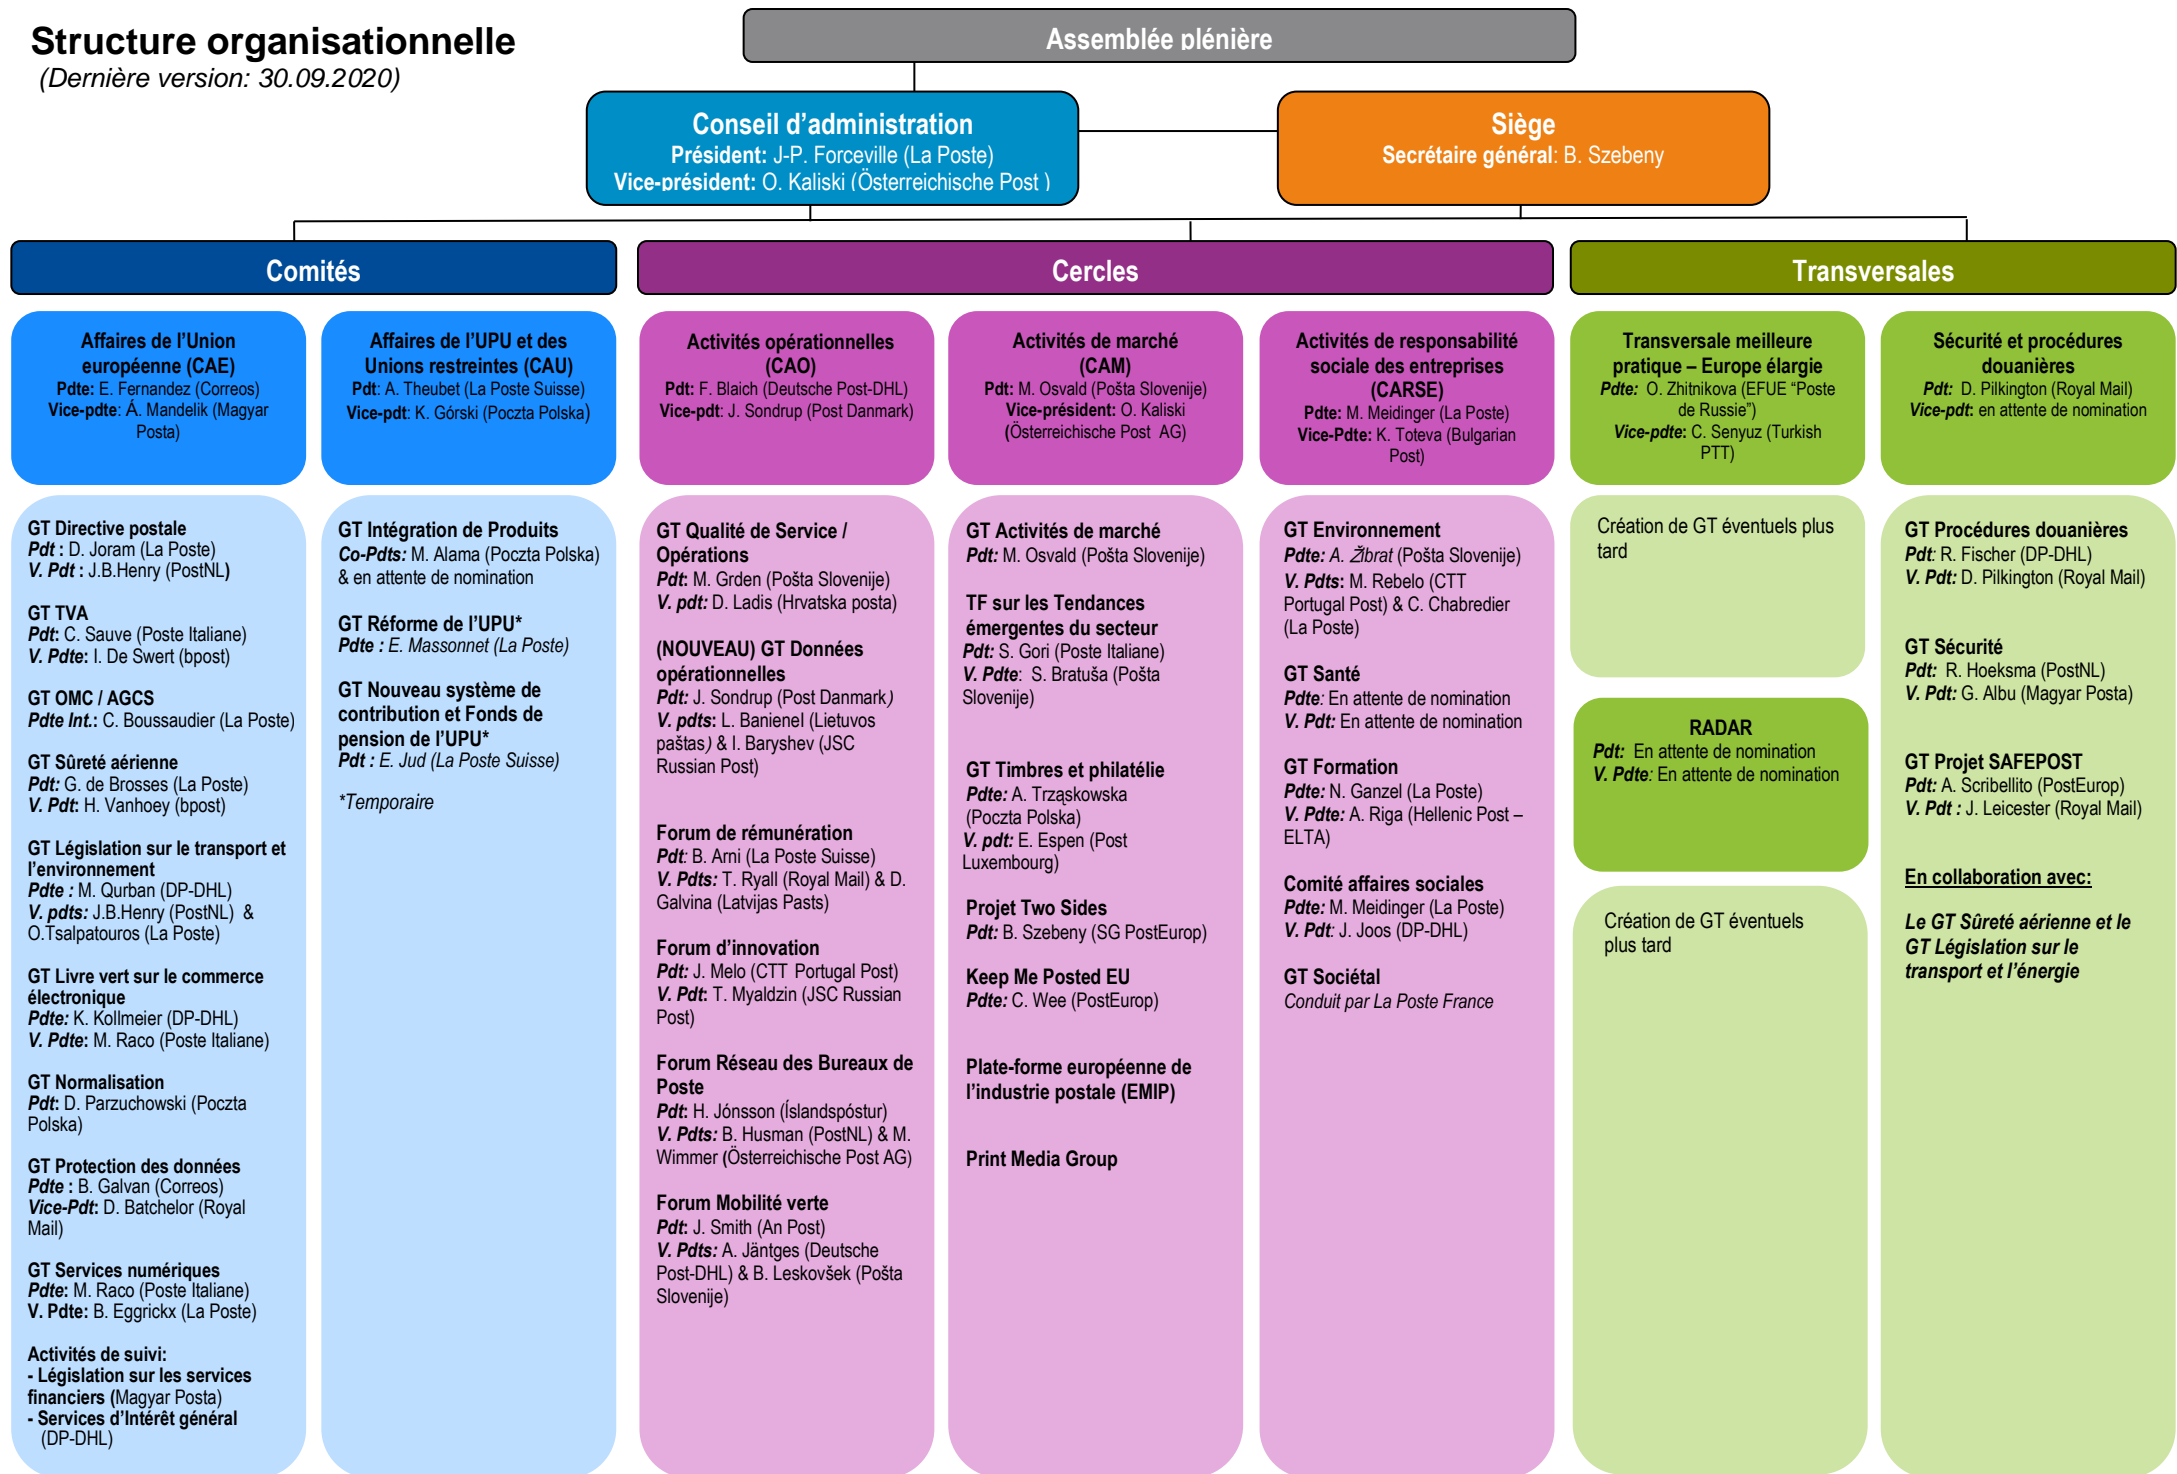 Structure organisationnelle
(Dernière version: 30.09.2020)
Assemblée plénière
Conseil d’administration
Président: J-P. Forceville (La Poste)
Vice-président: O. Kaliski (Österreichische Post )
Siège
Secrétaire général: B. Szebeny
Comités
Cercles
Transversales
Affaires de l’Union
européenne (CAE)
Pdte: E. Fernandez (Correos)
Vice-pdte: Á. Mandelik (Magyar
Posta)
Affaires de l’UPU et des
Unions restreintes (CAU)
Pdt: A. Theubet (La Poste Suisse)
Vice-pdt: K. Górski (Poczta Polska)
Activités opérationnelles
(CAO)
Pdt: F. Blaich (Deutsche Post-DHL)
Vice-pdt: J. Sondrup (Post Danmark)
Activités de marché
(CAM)
Pdt: M. Osvald (Pošta Slovenije)
Vice-président: O. Kaliski
(Österreichische Post AG)
Activités de responsabilité
sociale des entreprises
(CARSE)
Pdte: M. Meidinger (La Poste)
Vice-Pdte: K. Toteva (Bulgarian
Post)
Transversale meilleure
pratique – Europe élargie
Pdte: O. Zhitnikova (EFUE “Poste
de Russie”)
Vice-pdte: C. Senyuz (Turkish
PTT)
Sécurité et procédures
douanières
Pdt: D. Pilkington (Royal Mail)
Vice-pdt: en attente de nomination
GT Directive postale
Pdt : D. Joram (La Poste)
V. Pdt : J.B.Henry (PostNL)
GT TVA
Pdt: C. Sauve (Poste Italiane)
V. Pdte: I. De Swert (bpost)
GT OMC / AGCS
Pdte Int.: C. Boussaudier (La Poste)
GT Sûreté aérienne
Pdt: G. de Brosses (La Poste)
V. Pdt: H. Vanhoey (bpost)
GT Législation sur le transport et
l’environnement
Pdte : M. Qurban (DP-DHL)
V. pdts: J.B.Henry (PostNL) &
O.Tsalpatouros (La Poste)
GT Livre vert sur le commerce
électronique
Pdte: K. Kollmeier (DP-DHL)
V. Pdte: M. Raco (Poste Italiane)
GT Normalisation
Pdt: D. Parzuchowski (Poczta
Polska)
GT Protection des données
Pdte : B. Galvan (Correos)
Vice-Pdt: D. Batchelor (Royal
Mail)
GT Services numériques
Pdte: M. Raco (Poste Italiane)
V. Pdte: B. Eggrickx (La Poste)
Activités de suivi:
- Législation sur les services
financiers (Magyar Posta)
- Services d’Intérêt général
(DP-DHL)
GT Intégration de Produits
Co-Pdts: M. Alama (Poczta Polska)
& en attente de nomination
GT Réforme de l’UPU*
Pdte : E. Massonnet (La Poste)
GT Nouveau système de
contribution et Fonds de
pension de l’UPU*
Pdt : E. Jud (La Poste Suisse)
*Temporaire
GT Qualité de Service /
Opérations
Pdt: M. Grden (Pošta Slovenije)
V. pdt: D. Ladis (Hrvatska posta)
(NOUVEAU) GT Données
opérationnelles
Pdt: J. Sondrup (Post Danmark)
V. pdts: L. Banienel (Lietuvos
paštas) & I. Baryshev (JSC
Russian Post)
Forum de rémunération
Pdt: B. Arni (La Poste Suisse)
V. Pdts: T. Ryall (Royal Mail) & D.
Galvina (Latvijas Pasts)
Forum d’innovation
Pdt: J. Melo (CTT Portugal Post)
V. Pdt: T. Myaldzin (JSC Russian
Post)
Forum Réseau des Bureaux de
Poste
Pdt: H. Jónsson (Íslandspóstur)
V. Pdts: B. Husman (PostNL) & M.
Wimmer (Österreichische Post AG)
Forum Mobilité verte
Pdt: J. Smith (An Post)
V. Pdts: A. Jäntges (Deutsche
Post-DHL) & B. Leskovšek (Pošta
Slovenije)
GT Activités de marché
Pdt: M. Osvald (Pošta Slovenije)
TF sur les Tendances
émergentes du secteur
Pdt: S. Gori (Poste Italiane)
V. Pdte: S. Bratuša (Pošta
Slovenije)
GT Timbres et philatélie
Pdte: A. Trząskowska
(Poczta Polska)
V. pdt: E. Espen (Post
Luxembourg)
Projet Two Sides
Pdt: B. Szebeny (SG PostEurop)
Keep Me Posted EU
Pdte: C. Wee (PostEurop)
Plate-forme européenne de
l’industrie postale (EMIP)
Print Media Group
GT Environnement
Pdte: A. Žibrat (Pošta Slovenije)
V. Pdts: M. Rebelo (CTT
Portugal Post) & C. Chabredier
(La Poste)
GT Santé
Pdte: En attente de nomination
V. Pdt: En attente de nomination
GT Formation
Pdte: N. Ganzel (La Poste)
V. Pdte: A. Riga (Hellenic Post –
ELTA)
Comité affaires sociales
Pdte: M. Meidinger (La Poste)
V. Pdt: J. Joos (DP-DHL)
GT Sociétal
Conduit par La Poste France
Création de GT éventuels plus
tard
RADAR
Pdt: En attente de nomination
V. Pdte: En attente de nomination
Création de GT éventuels
plus tard
GT Procédures douanières
Pdt: R. Fischer (DP-DHL)
V. Pdt: D. Pilkington (Royal Mail)
GT Sécurité
Pdt: R. Hoeksma (PostNL)
V. Pdt: G. Albu (Magyar Posta)
GT Projet SAFEPOST
Pdt: A. Scribellito (PostEurop)
V. Pdt : J. Leicester (Royal Mail)
En collaboration avec:
Le GT Sûreté aérienne et le
GT Législation sur le
transport et l’énergie